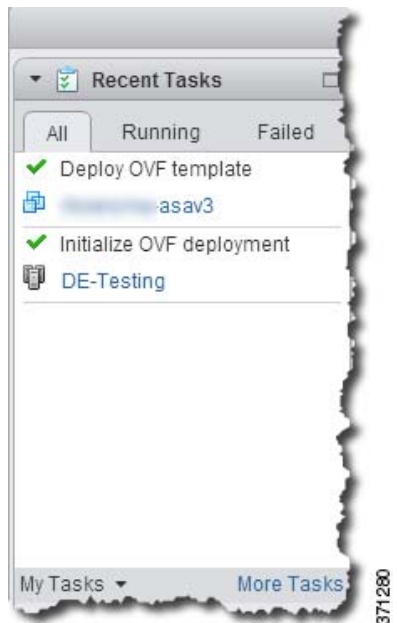 Recent Tasks
All Running Failed
Deploy OVF template
-asav3
Initialize OVF deployment
DE-Testing
My Tasks More Tasks
371280